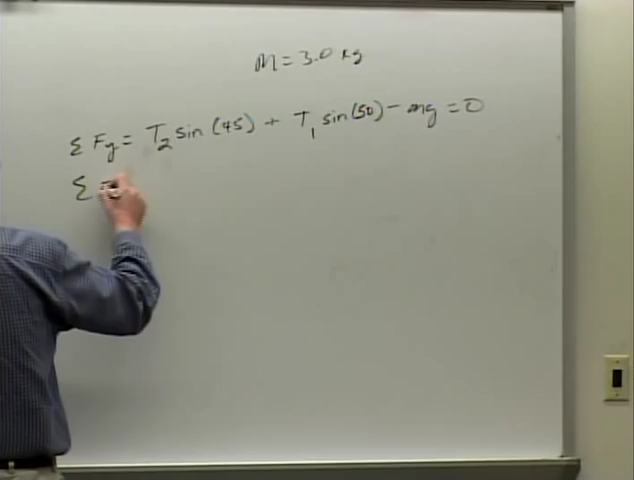 M = 3.0 kg
Σ Fy = T2 sin (45) + T1 sin(50) - mg = 0
Σ